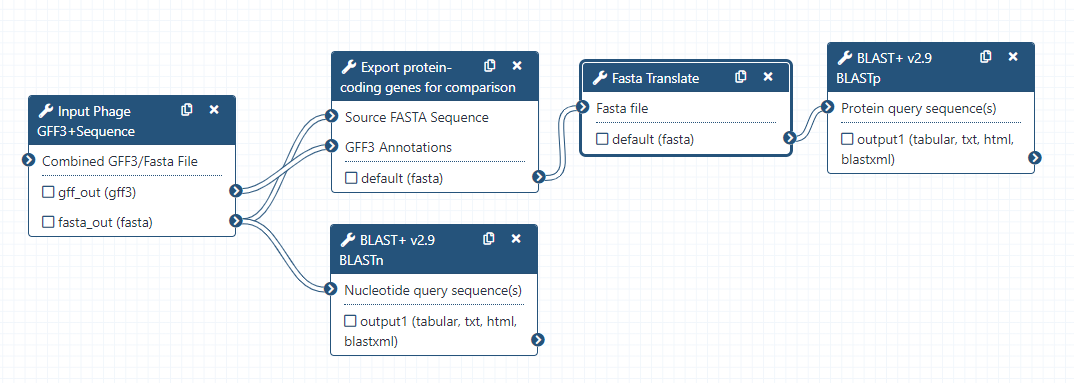 Input Phage
GFF3+Sequence
Combined GFF3/Fasta File
gff_out (gff3)
fasta_out (fasta)
Export protein-
coding genes for comparison
Source FASTA Sequence
GFF3 Annotations
default (fasta)
BLAST+ v2.9
BLASTn
Nucleotide query sequence(s)
output1 (tabular, txt, html,
blastxml)
Fasta Translate
Fasta file
default (fasta)
BLAST+ v2.9
BLASTp
Protein query sequence(s)
output1 (tabular, txt, html,
blastxml)